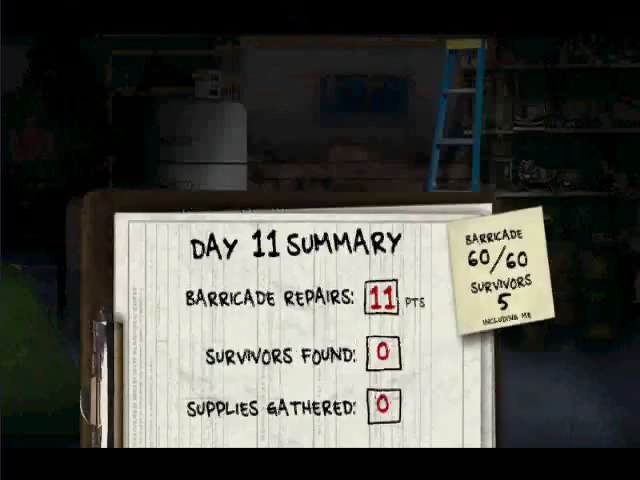 DAY 11 SUMMARY
BARRICADE REPAIRS: 11 PTS
SURVIVORS FOUND: 0
SUPPLIES GATHERED: 0
BARRICADE
60/60
SURVIVORS
5
INCLUDING ME